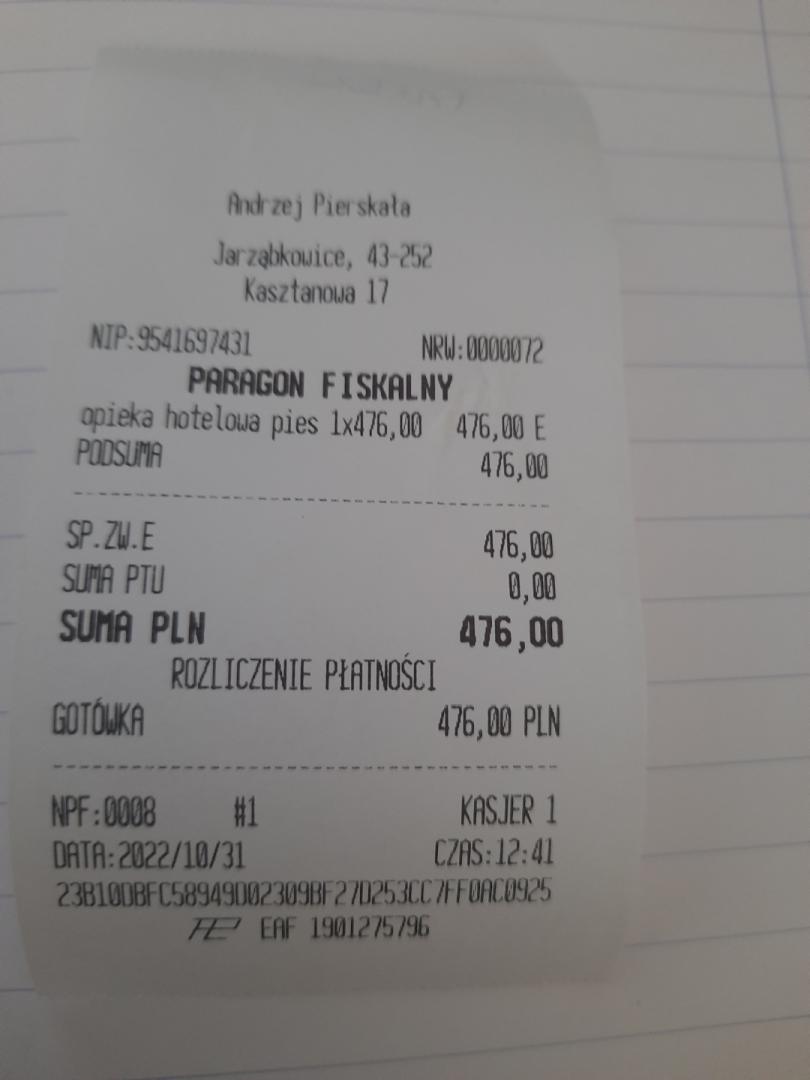 Andrzej Pierskała
Jarząbkowice, 43-252
Kasztanowa 17
NIP:9541697431 NRW:0000072
PARAGON FISKALNY
opieka hotelowa pies 1x476,00 476,00 E
PODSUMA 476,00
SP.ZW.E 476,00
SUMA PTU 0,00
SUMA PLN 476,00
ROZLICZENIE PŁATNOŚCI
GOTÓWKA 476,00 PLN
NPF:0008 #1 KASJER 1
DATA:2022/10/31 CZAS:12:41
23B10DBFC58949D02309BF27D253CC7FF0AC0925
EAF 1901275796